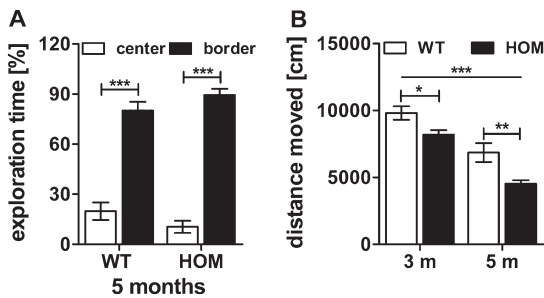 A
exploration time [%]
center border
120
90
60
30
0
***
***
WT HOM
5 months
B
distance moved [cm]
WT HOM
15000
10000
5000
0
***
*
**
3 m 5 m